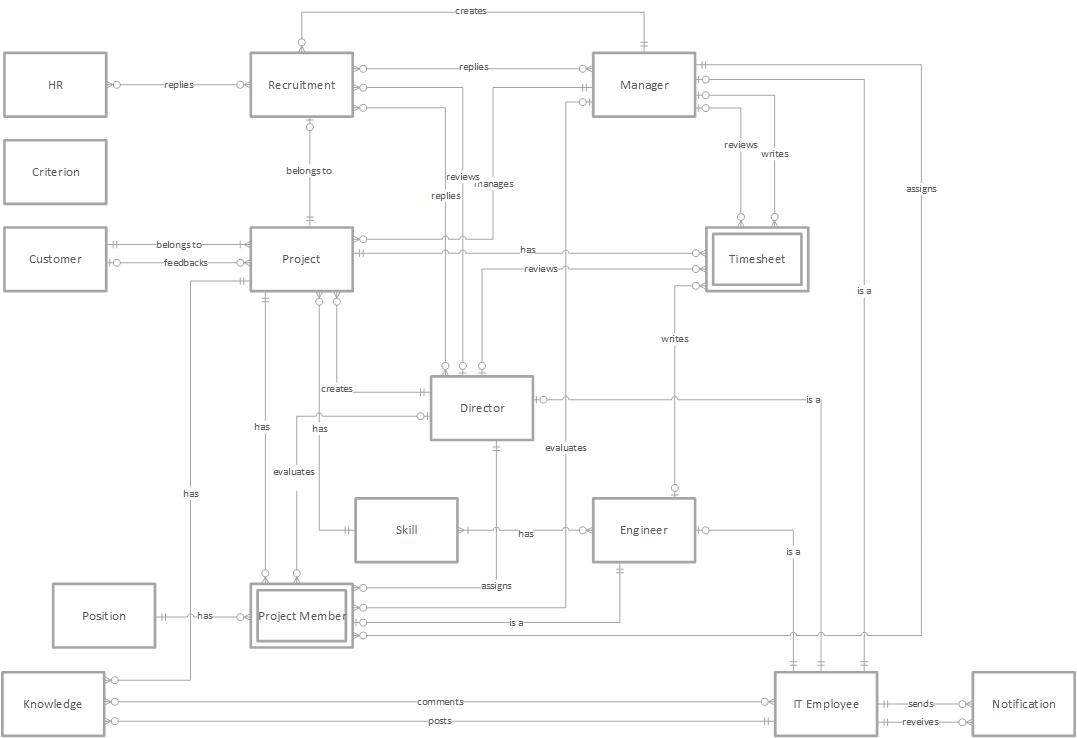 creates
HR
replies
Recruitment
replies
Manager
reviews
writes
belongs to
Criterion
reviews
manages
replies
assigns
Customer
belongs to
feedbacks
Project
has
reviews
Timesheet
is a
writes
creates
Director
is a
has
has
evaluates
evaluates
has
Skill
has
Engineer
is a
assigns
Position
has
Project Member
is a
Knowledge
comments
posts
IT Employee
sends
reveives
Notification